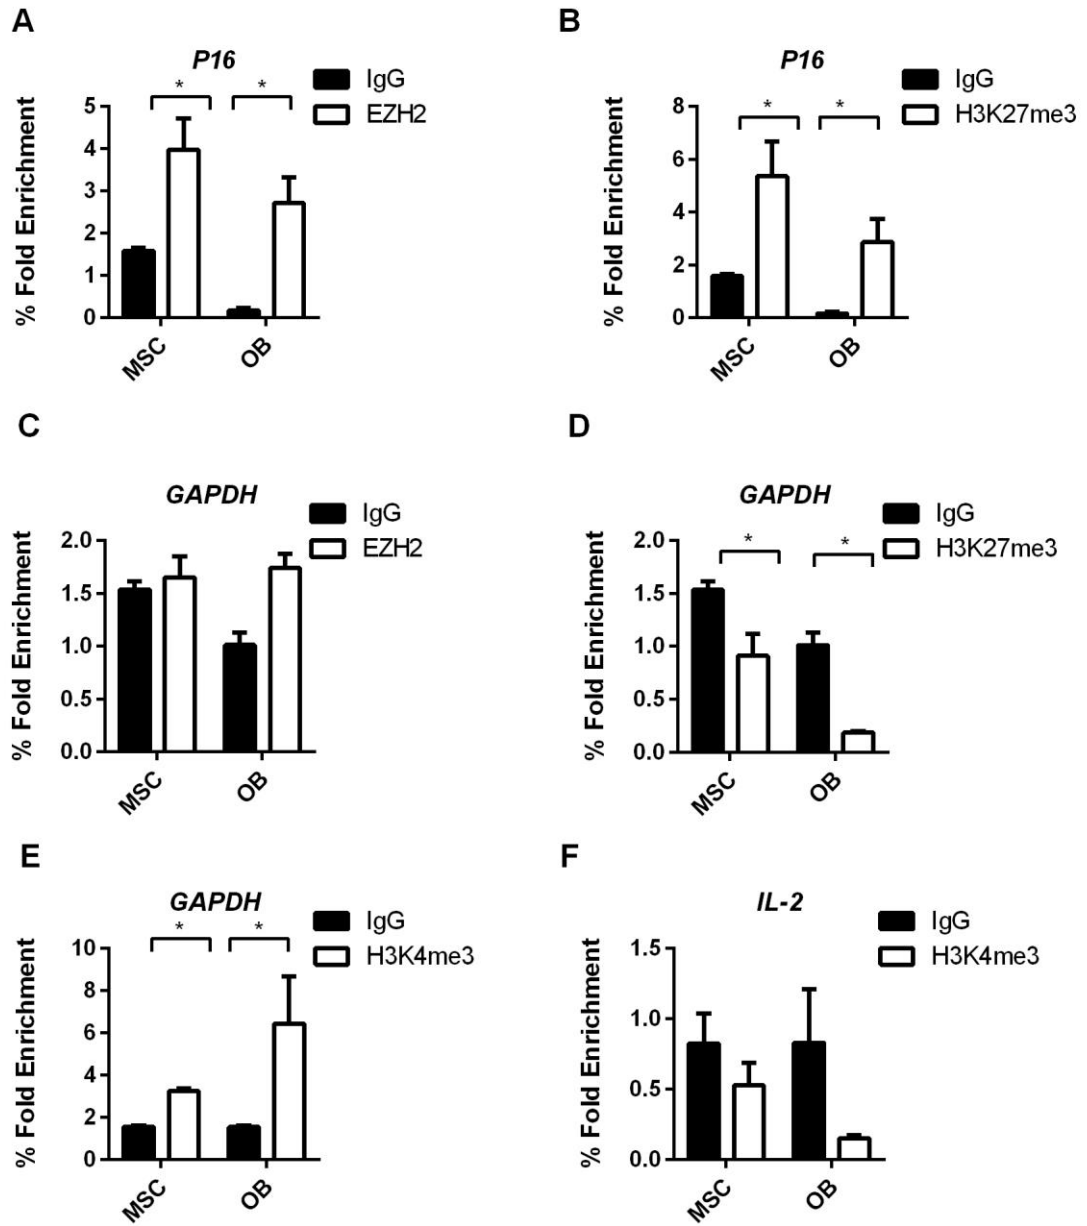 A
P16
* *
IgG
EZH2
% Fold Enrichment
5
4
3
2
1
0
MSC
OB
B
P16
* *
IgG
H3K27me3
% Fold Enrichment
8
6
4
2
0
MSC
OB
C
GAPDH
IgG
EZH2
% Fold Enrichment
2.0
1.5
1.0
0.5
0.0
MSC
OB
D
GAPDH
* *
IgG
H3K27me3
% Fold Enrichment
2.0
1.5
1.0
0.5
0.0
MSC
OB
E
GAPDH
* *
IgG
H3K4me3
% Fold Enrichment
10
8
6
4
2
0
MSC
OB
F
IL-2
IgG
H3K4me3
% Fold Enrichment
1.5
1.0
0.5
0.0
MSC
OB